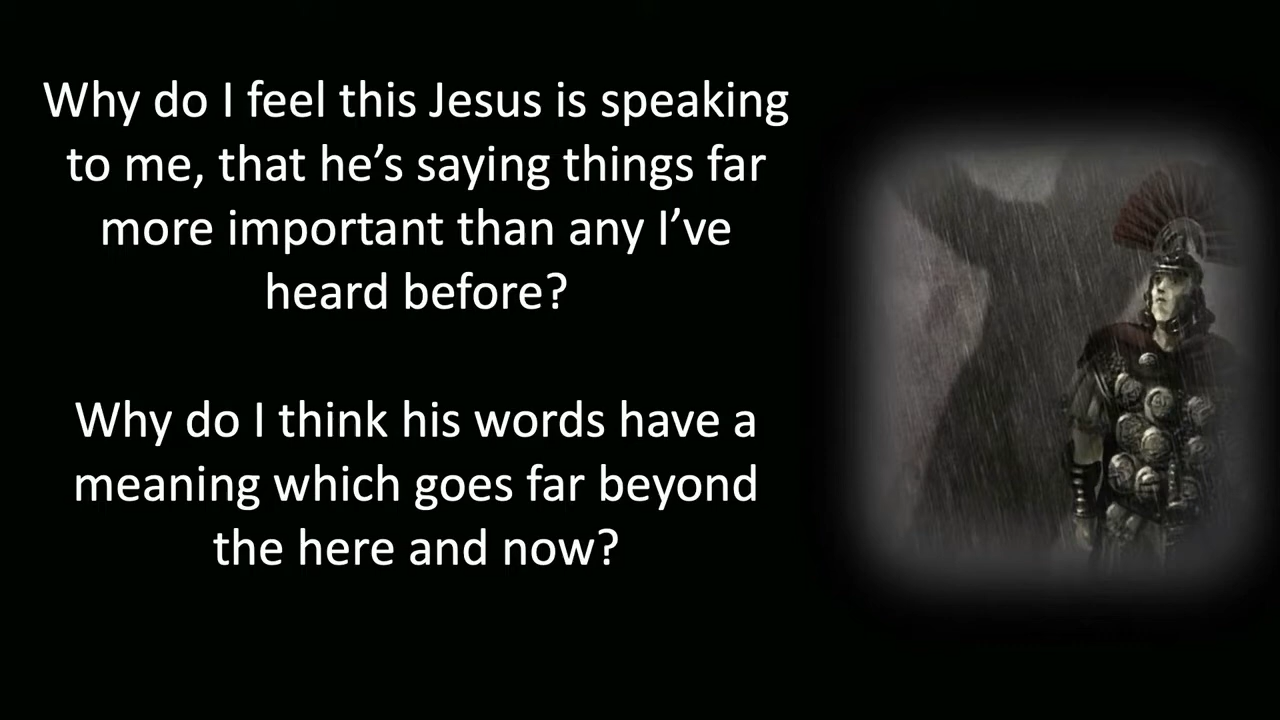 Why do I feel this Jesus is speaking
to me, that he’s saying things far
more important than any I’ve
heard before?
Why do I think his words have a
meaning which goes far beyond
the here and now?